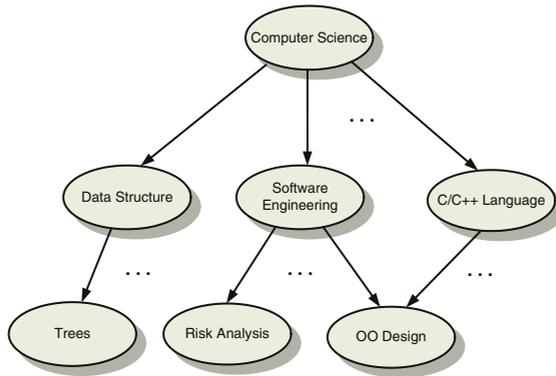 Computer Science
...
Data Structure
Software
Engineering
C/C++ Language
...
...
...
Trees
Risk Analysis
OO Design